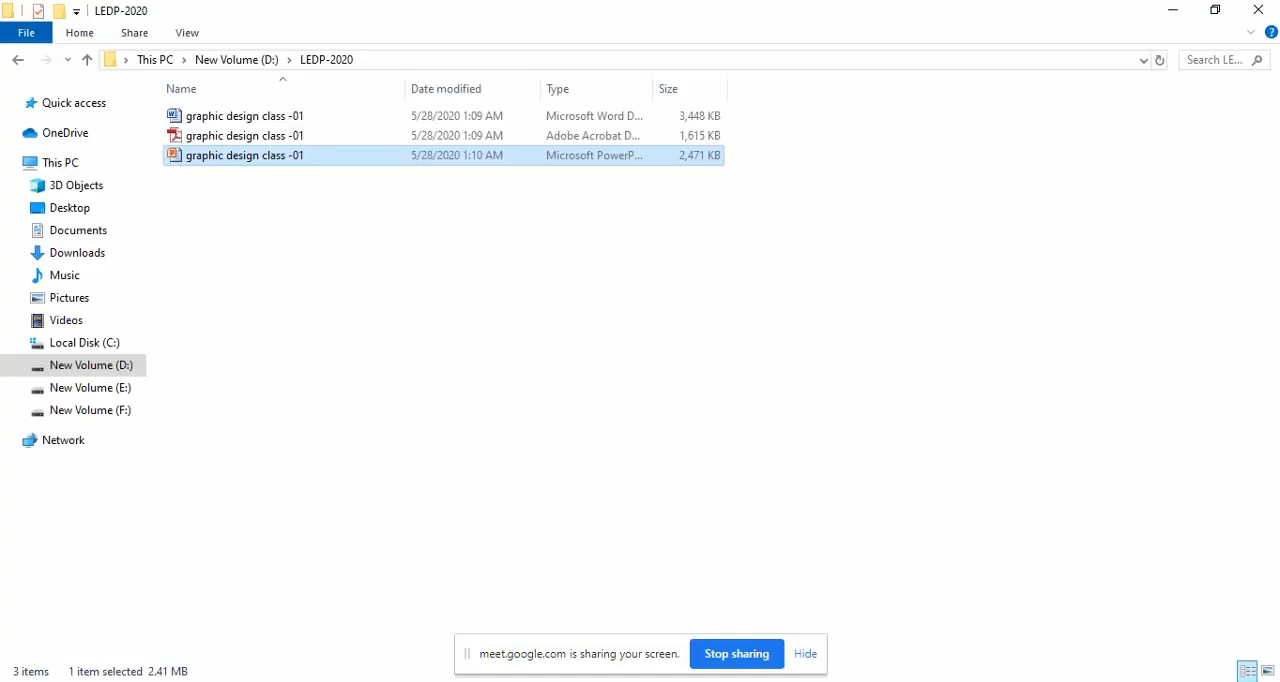 LEDP-2020
File Home Share View
This PC New Volume (D:) LEDP-2020 Search LE...
Name Date modified Type Size
graphic design class -01 5/28/2020 1:09 AM Microsoft Word D... 3,448 KB
graphic design class -01 5/28/2020 1:09 AM Adobe Acrobat D... 1,615 KB
graphic design class -01 5/28/2020 1:10 AM Microsoft PowerP... 2,471 KB
Quick access
OneDrive
This PC
3D Objects
Desktop
Documents
Downloads
Music
Pictures
Videos
Local Disk (C:)
New Volume (D:)
New Volume (E:)
New Volume (F:)
Network
meet.google.com is sharing your screen. Stop sharing Hide
3 items 1 item selected 2.41 MB